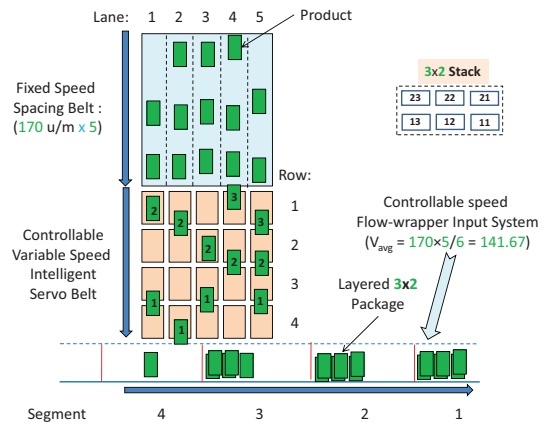 Lane: 1 2 3 4 5
Product
Fixed Speed
Spacing Belt :
(170 u/m x 5)
3x2 Stack
23 22 21
13 12 11
Row:
1
2
3
4
2 2 3 3
2 2 2
1 1 1
1
Controllable
Variable Speed
Intelligent
Servo Belt
Controllable speed
Flow-wrapper Input System
(Vavg = 170×5/6 = 141.67)
Layered 3x2
Package
Segment 4 3 2 1